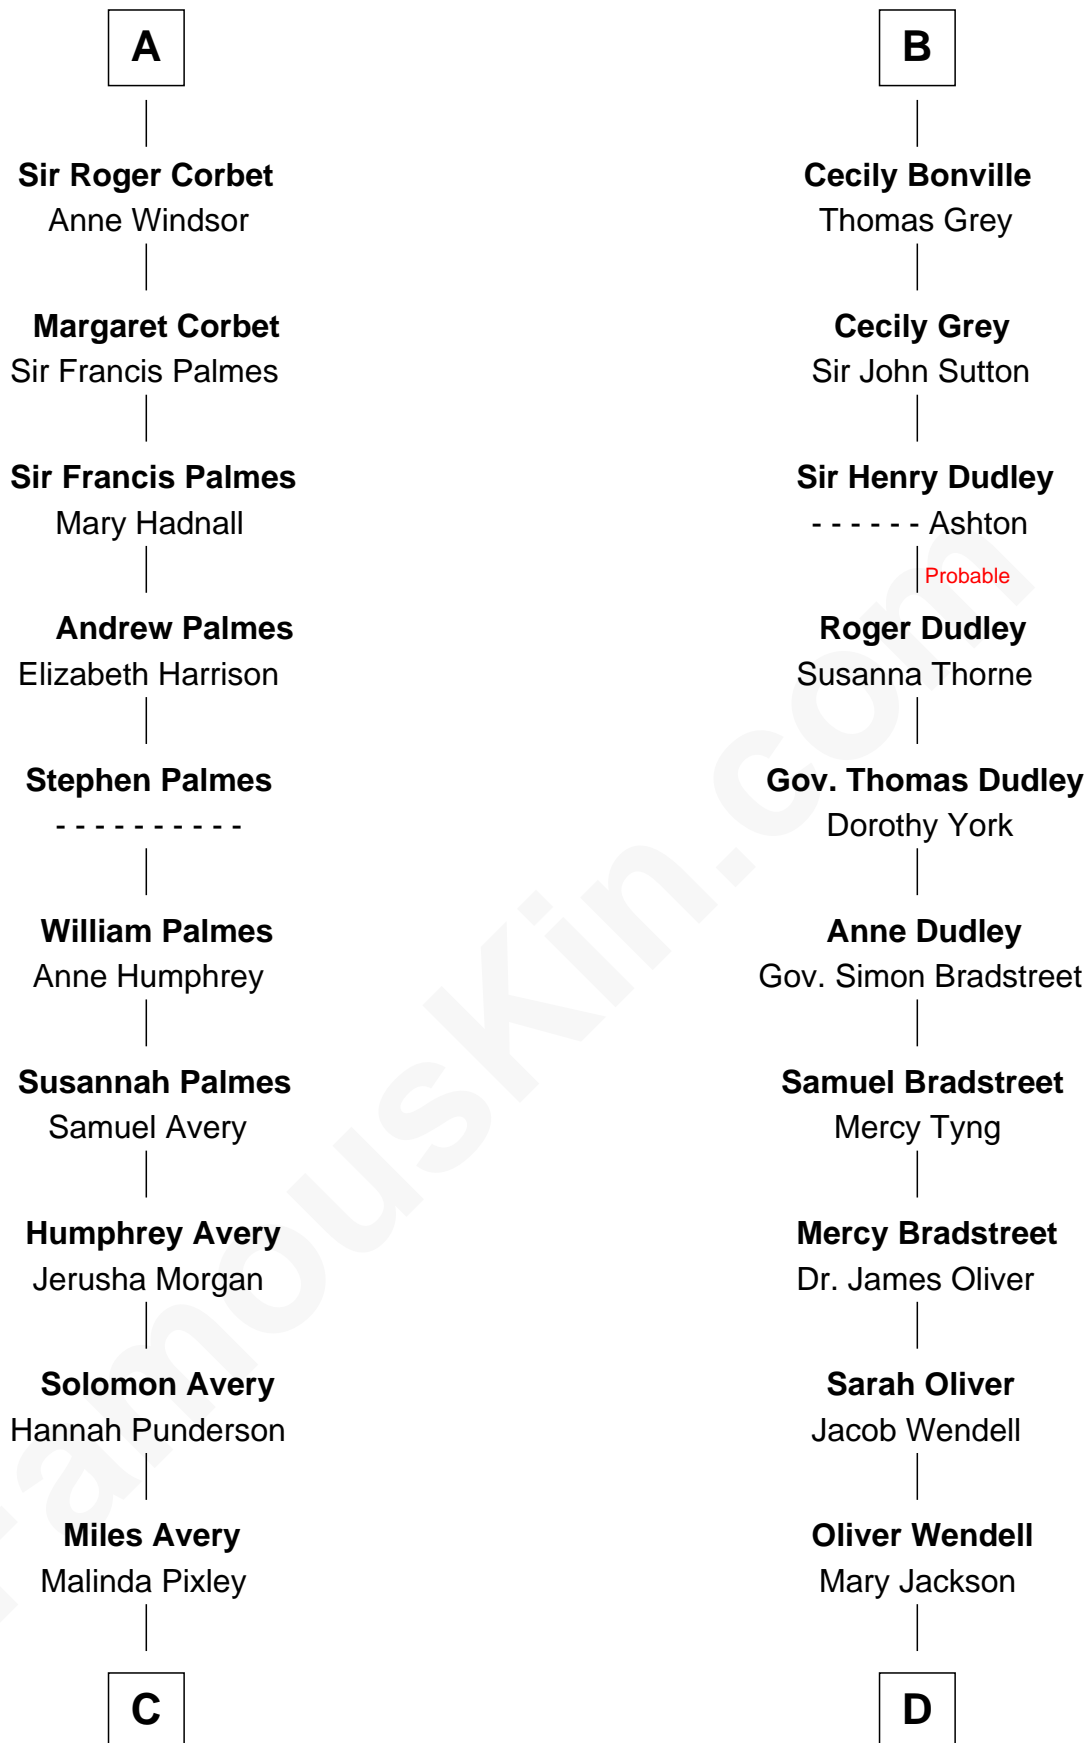 A
Sir Roger Corbet
Anne Windsor
Margaret Corbet
Sir Francis Palmes
Sir Francis Palmes
Mary Hadnall
Andrew Palmes
Elizabeth Harrison
Stephen Palmes
- - - - - - - - - -
William Palmes
Anne Humphrey
Susannah Palmes
Samuel Avery
Humphrey Avery
Jerusha Morgan
Solomon Avery
Hannah Punderson
Miles Avery
Malinda Pixley
C
B
Cecily Bonville
Thomas Grey
Cecily Grey
Sir John Sutton
Sir Henry Dudley
- - - - - - Ashton
Probable
Roger Dudley
Susanna Thorne
Gov. Thomas Dudley
Dorothy York
Anne Dudley
Gov. Simon Bradstreet
Samuel Bradstreet
Mercy Tyng
Mercy Bradstreet
Dr. James Oliver
Sarah Oliver
Jacob Wendell
Oliver Wendell
Mary Jackson
D
FamousKin.com